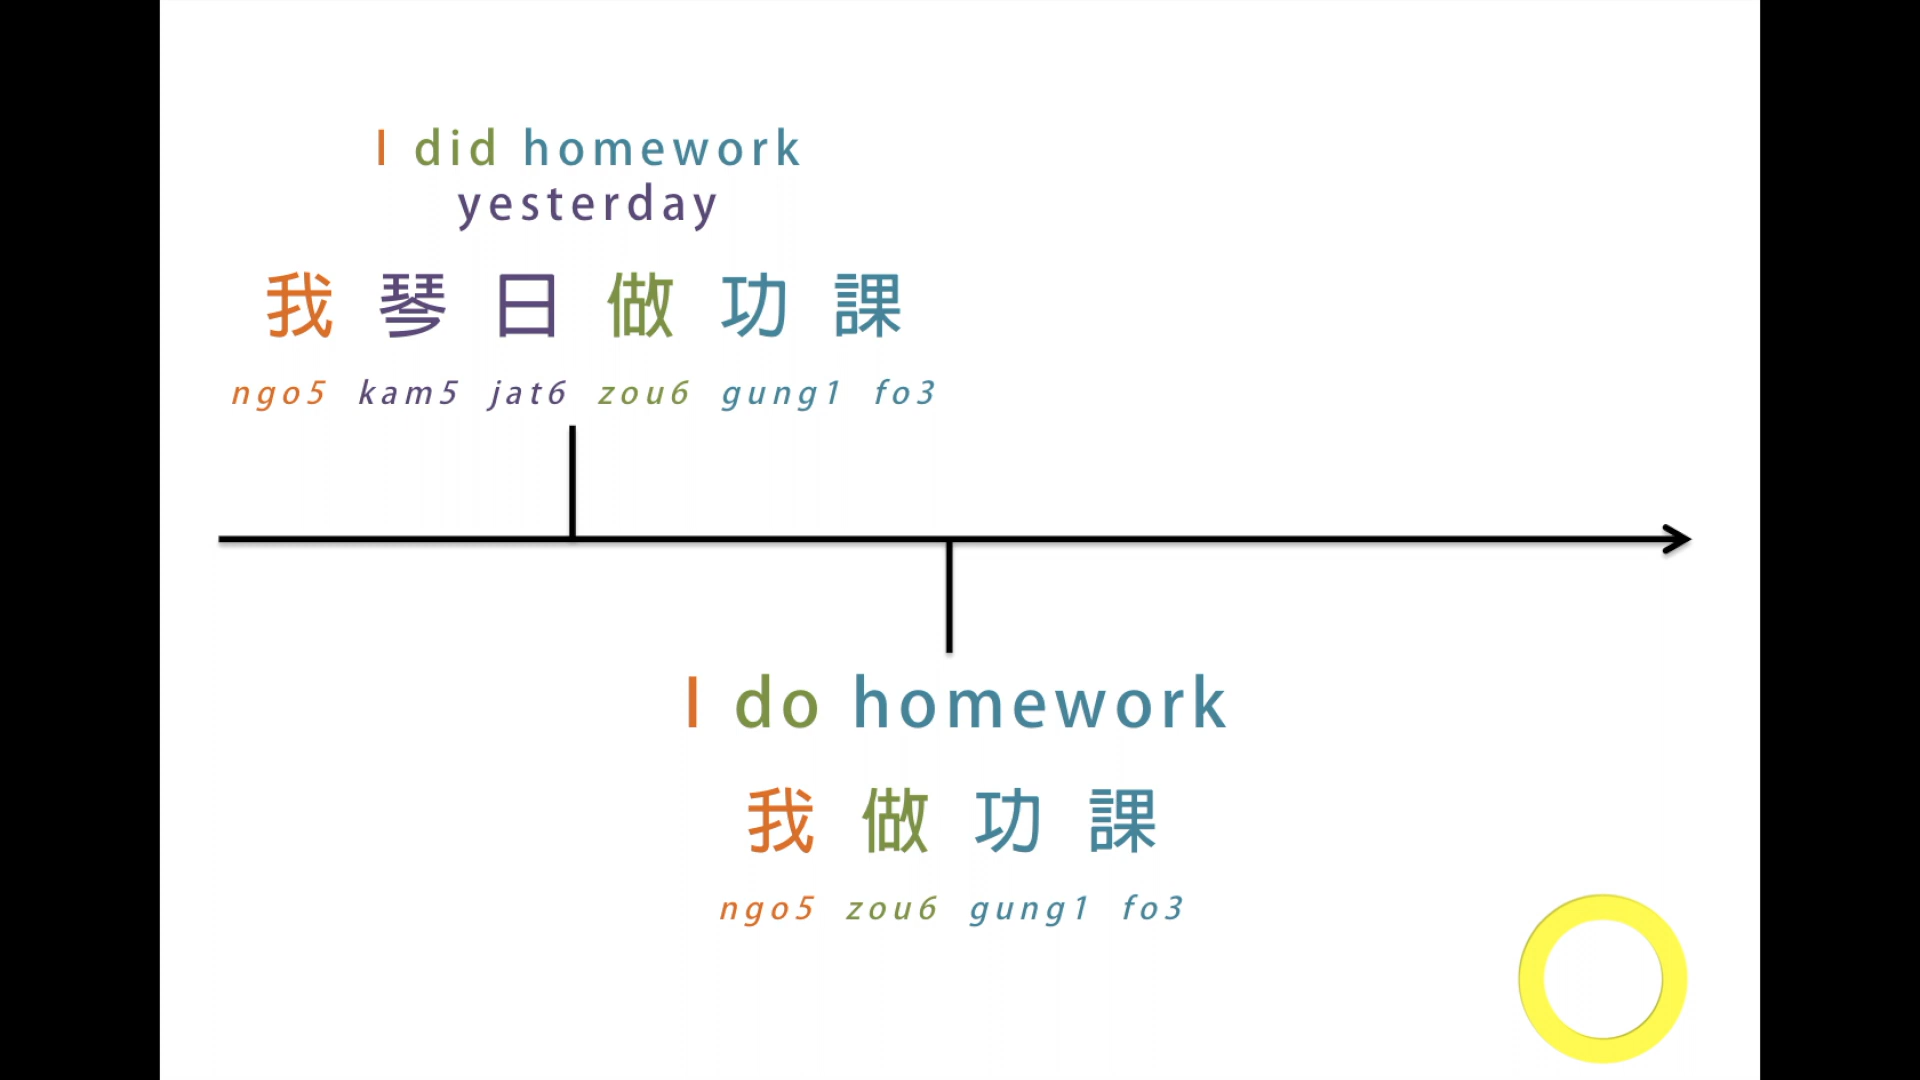 I did homework
yesterday
我琴日做功課
ngo5 kam5 jat6 zou6 gung1 fo3
I do homework
我做功課
ngo5 zou6 gung1 fo3